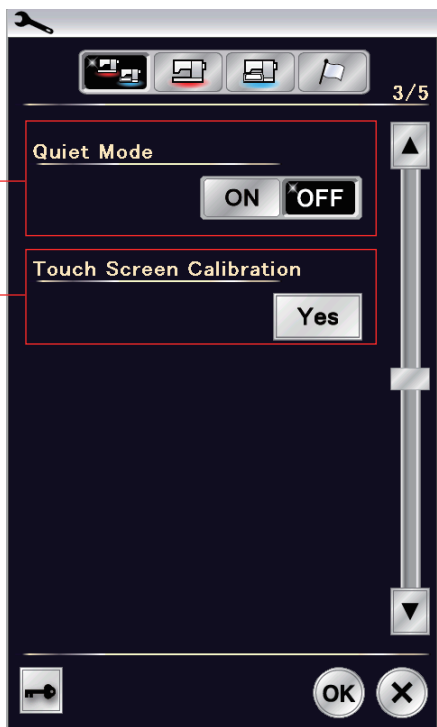 3/5
Quiet Mode
ON OFF
Touch Screen Calibration
Yes
OK